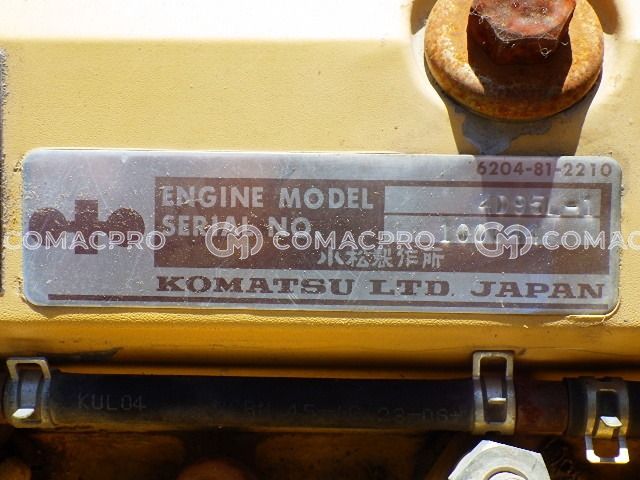 6204-81-2210
ENGINE MODEL 4D95L-1
SERIAL NO
小松製作所
KOMATSU LTD. JAPAN
COMACPRO COMACPRO COMACPRO
KUL04